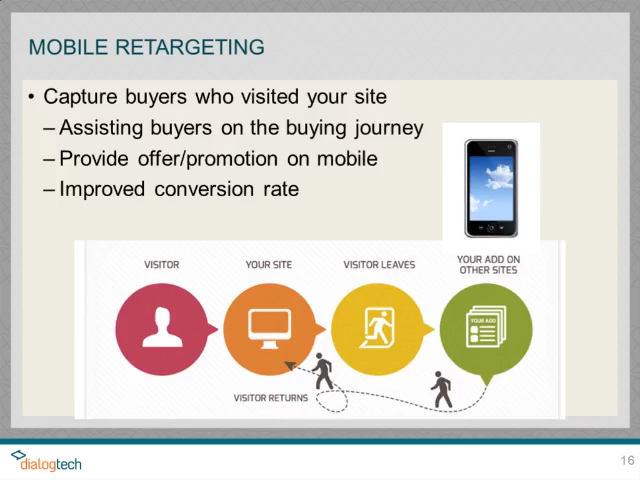 MOBILE RETARGETING
• Capture buyers who visited your site
– Assisting buyers on the buying journey
– Provide offer/promotion on mobile
– Improved conversion rate
VISITOR
YOUR SITE
VISITOR LEAVES
YOUR ADD ON
OTHER SITES
YOUR ADD
VISITOR RETURNS
dialogtech
16